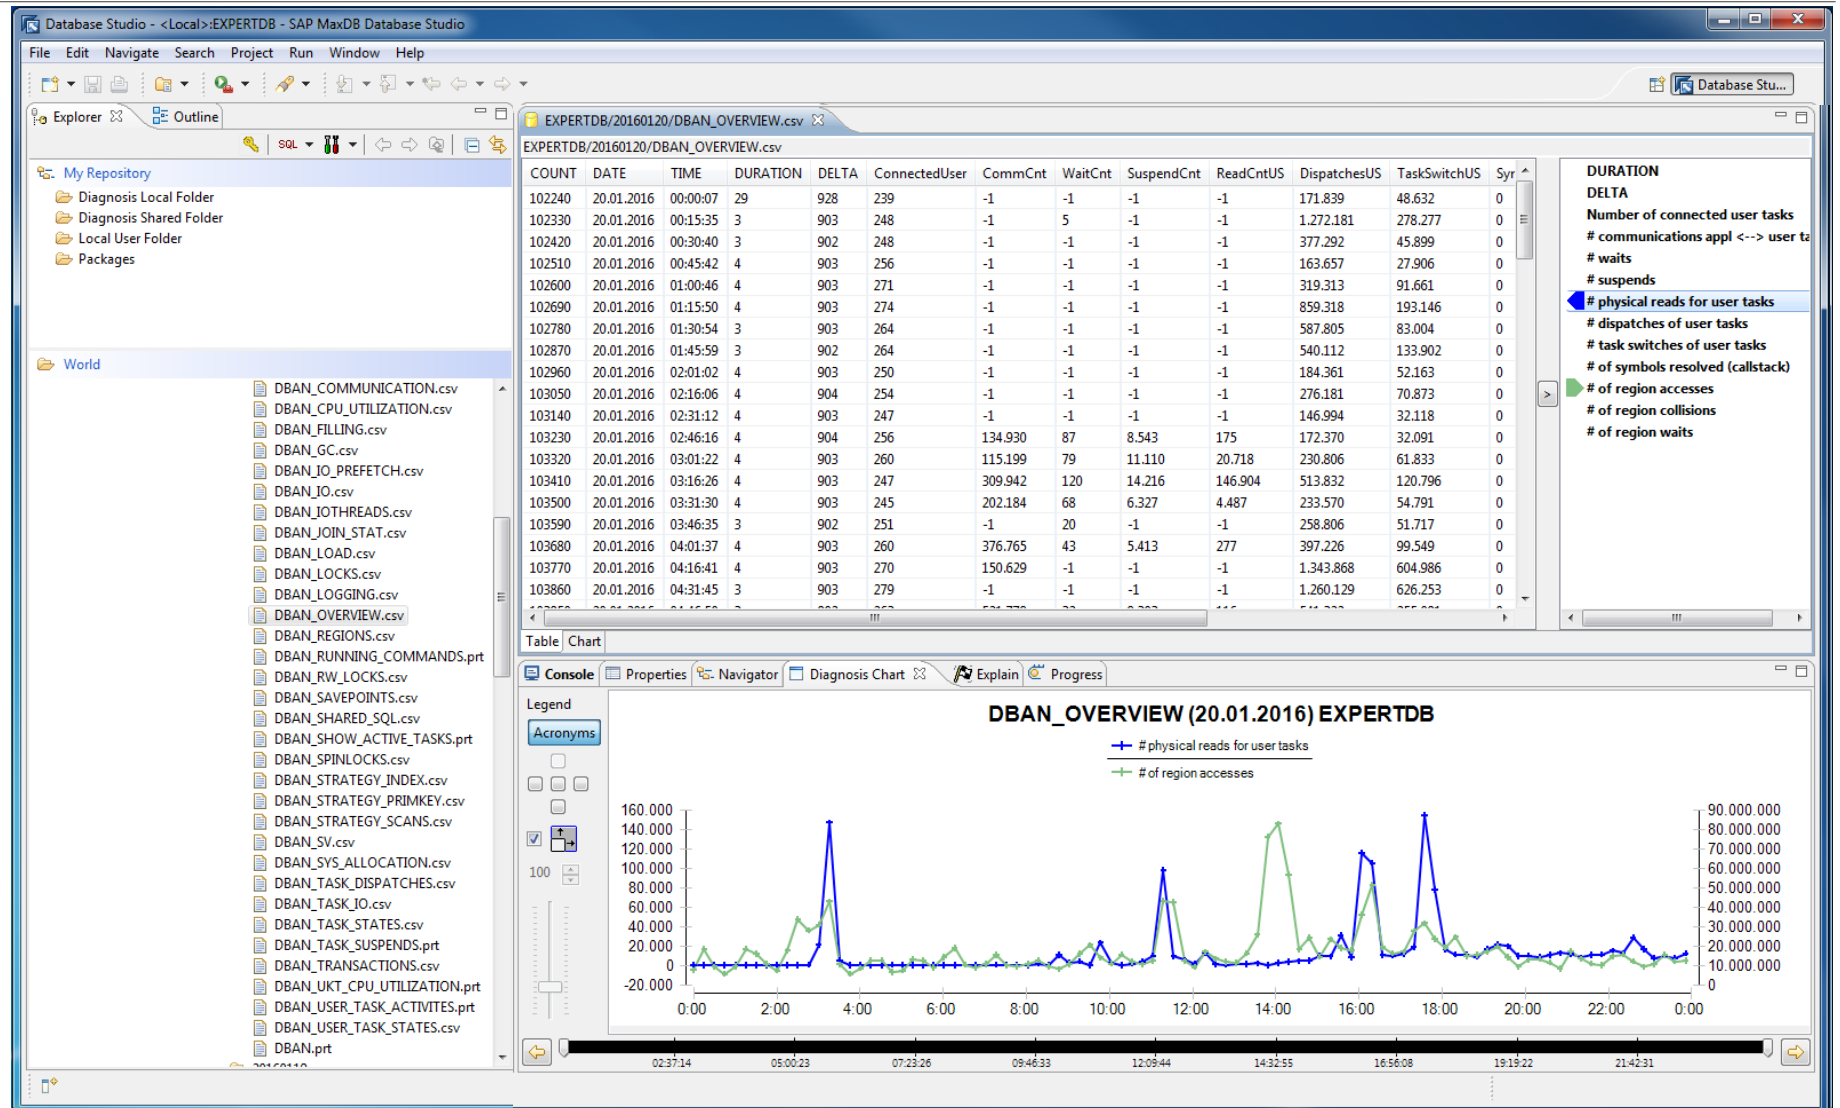 Database Studio - <Local>:EXPERTDB - SAP MaxDB Database Studio
File Edit Navigate Search Project Run Window Help
Database Stu...
Explorer Outline
SQL
My Repository
Diagnosis Local Folder
Diagnosis Shared Folder
Local User Folder
Packages
World
DBAN_COMMUNICATION.csv
DBAN_CPU_UTILIZATION.csv
DBAN_FILLING.csv
DBAN_GC.csv
DBAN_IO_PREFETCH.csv
DBAN_IO.csv
DBAN_IOTHREADS.csv
DBAN_JOIN_STAT.csv
DBAN_LOAD.csv
DBAN_LOCKS.csv
DBAN_LOGGING.csv
DBAN_OVERVIEW.csv
DBAN_REGIONS.csv
DBAN_RUNNING_COMMANDS.prt
DBAN_RW_LOCKS.csv
DBAN_SAVEPOINTS.csv
DBAN_SHARED_SQL.csv
DBAN_SHOW_ACTIVE_TASKS.prt
DBAN_SPINLOCKS.csv
DBAN_STRATEGY_INDEX.csv
DBAN_STRATEGY_PRIMKEY.csv
DBAN_STRATEGY_SCANS.csv
DBAN_SV.csv
DBAN_SYS_ALLOCATION.csv
DBAN_TASK_DISPATCHES.csv
DBAN_TASK_IO.csv
DBAN_TASK_STATES.csv
DBAN_TASK_SUSPENDS.prt
DBAN_TRANSACTIONS.csv
DBAN_UKT_CPU_UTILIZATION.prt
DBAN_USER_TASK_ACTIVITES.prt
DBAN_USER_TASK_STATES.csv
DBAN.prt
EXPERTDB/20160120/DBAN_OVERVIEW.csv
EXPERTDB/20160120/DBAN_OVERVIEW.csv
COUNT DATE TIME DURATION DELTA ConnectedUser CommCnt WaitCnt SuspendCnt ReadCntUS DispatchesUS TaskSwitchUS Syr
102240 20.01.2016 00:00:07 29 928 239 -1 -1 -1 -1 171.839 48.632 0
102330 20.01.2016 00:15:35 3 903 248 -1 5 -1 -1 1.272.181 278.277 0
102420 20.01.2016 00:30:40 3 902 248 -1 -1 -1 -1 377.292 45.899 0
102510 20.01.2016 00:45:42 4 903 256 -1 -1 -1 -1 163.657 27.906 0
102600 20.01.2016 01:00:46 4 903 271 -1 -1 -1 -1 319.313 91.661 0
102690 20.01.2016 01:15:50 4 903 274 -1 -1 -1 -1 859.318 193.146 0
102780 20.01.2016 01:30:54 3 903 264 -1 -1 -1 -1 587.805 83.004 0
102870 20.01.2016 01:45:59 3 902 264 -1 -1 -1 -1 540.112 133.902 0
102960 20.01.2016 02:01:02 4 903 250 -1 -1 -1 -1 184.361 52.163 0
103050 20.01.2016 02:16:06 4 904 254 -1 -1 -1 -1 276.181 70.873 0
103140 20.01.2016 02:31:12 4 903 247 -1 -1 -1 -1 146.994 32.118 0
103230 20.01.2016 02:46:16 4 904 256 134.930 87 8.543 175 172.370 32.091 0
103320 20.01.2016 03:01:22 4 903 260 115.199 79 11.110 20.718 230.806 61.833 0
103410 20.01.2016 03:16:26 4 903 247 309.942 120 14.216 146.904 513.832 120.796 0
103500 20.01.2016 03:31:30 4 903 245 202.184 68 6.327 4.487 233.570 54.791 0
103590 20.01.2016 03:46:35 3 902 251 -1 20 -1 -1 258.806 51.717 0
103680 20.01.2016 04:01:37 4 903 260 376.765 43 5.413 277 397.226 99.549 0
103770 20.01.2016 04:16:41 4 903 270 150.629 -1 -1 -1 1.343.868 604.986 0
103860 20.01.2016 04:31:45 3 903 279 -1 -1 -1 -1 1.260.129 626.253 0
Table Chart
DURATION
DELTA
Number of connected user tasks
# communications appl <--> user ta
# waits
# suspends
# physical reads for user tasks
# dispatches of user tasks
# task switches of user tasks
# of symbols resolved (callstack)
# of region accesses
# of region collisions
# of region waits
>
Console Properties Navigator Diagnosis Chart Explain Progress
Legend
Acronyms
100
DBAN_OVERVIEW (20.01.2016) EXPERTDB
# physical reads for user tasks
# of region accesses
160.000 90.000.000
140.000 80.000.000
120.000 70.000.000
100.000 60.000.000
80.000 50.000.000
60.000 40.000.000
40.000 30.000.000
20.000 20.000.000
0 10.000.000
-20.000 0
0:00 2:00 4:00 6:00 8:00 10:00 12:00 14:00 16:00 18:00 20:00 22:00 0:00
02:37:14 05:00:23 07:23:26 09:46:33 12:09:44 14:32:55 16:56:08 19:19:22 21:42:31